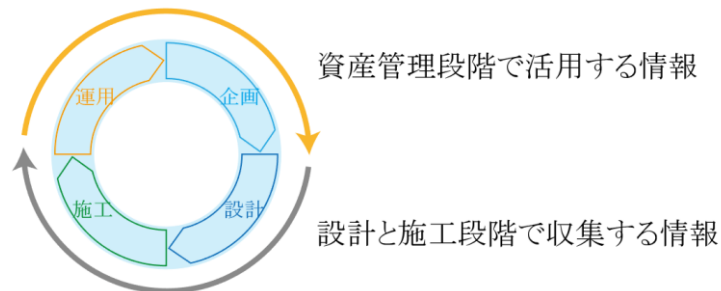 運用
企画
資産管理段階で活用する情報
施工
設計
設計と施工段階で収集する情報